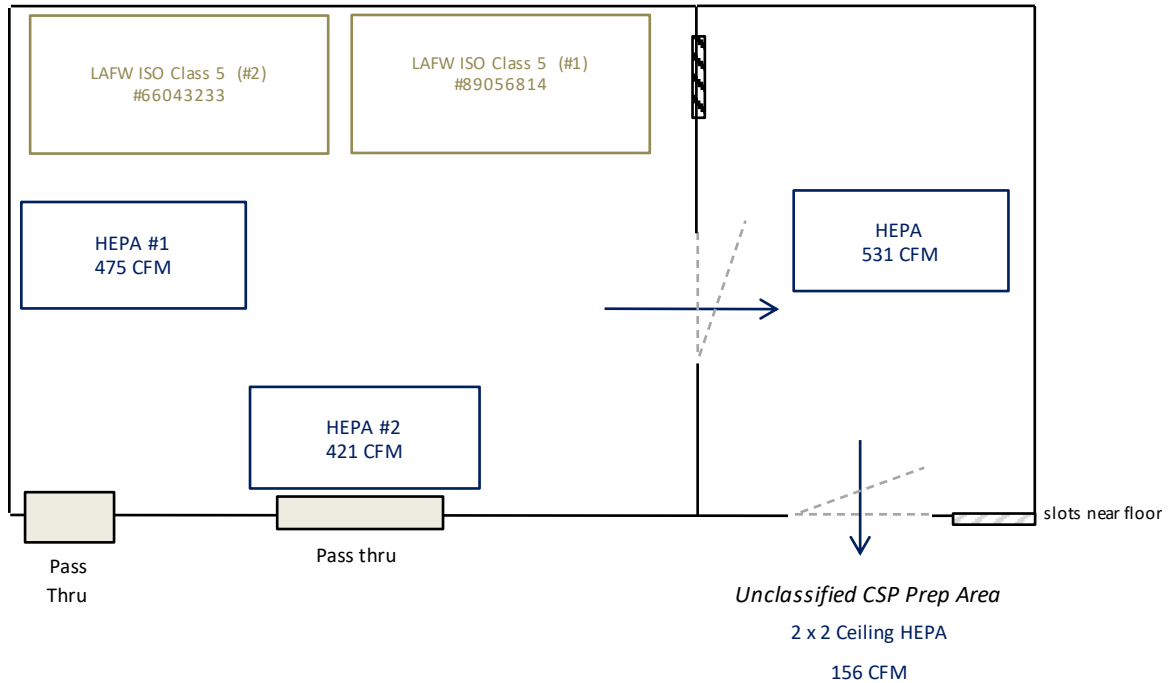 LAFW ISO Class 5 (#2)
#66043233
LAFW ISO Class 5 (#1)
#89056814
HEPA #1
475 CFM
HEPA
531 CFM
HEPA #2
421 CFM
slots near floor
Pass
Thru
Pass thru
Unclassified CSP Prep Area
2 x 2 Ceiling HEPA
156 CFM